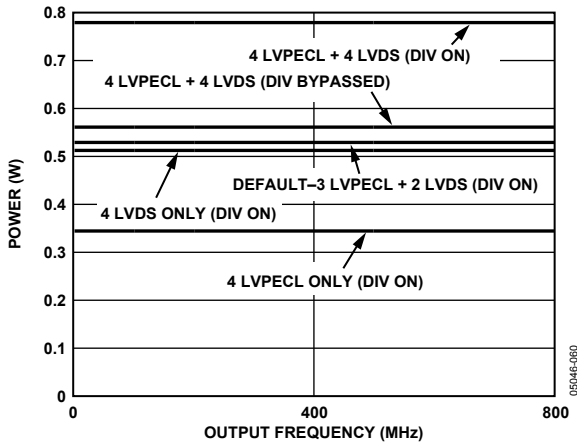 0.8
0.7
0.6
0.5
0.4
0.3
0.2
0.1
0
POWER (W)
4 LVPECL + 4 LVDS (DIV ON)
4 LVPECL + 4 LVDS (DIV BYPASSED)
DEFAULT–3 LVPECL + 2 LVDS (DIV ON)
4 LVDS ONLY (DIV ON)
4 LVPECL ONLY (DIV ON)
0
400
800
OUTPUT FREQUENCY (MHz)
05046-060